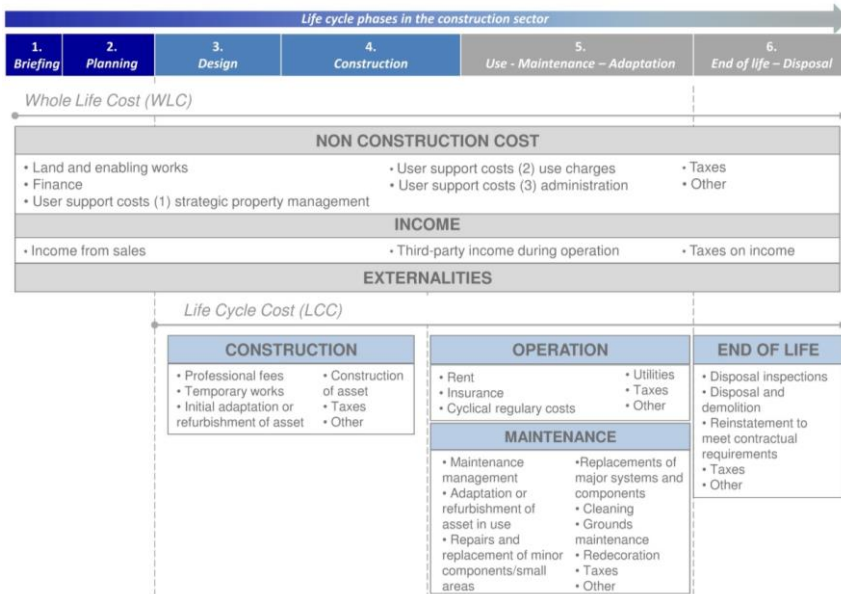 Life cycle phases in the construction sector
1.
Briefing
2.
Planning
3.
Design
4.
Construction
5.
Use - Maintenance – Adaptation
6.
End of life – Disposal
Whole Life Cost (WLC)
NON CONSTRUCTION COST
• Land and enabling works
• Finance
• User support costs (1) strategic property management
• User support costs (2) use charges
• User support costs (3) administration
• Taxes
• Other
INCOME
• Income from sales
• Third-party income during operation
• Taxes on income
EXTERNALITIES
Life Cycle Cost (LCC)
CONSTRUCTION
• Professional fees
• Temporary works
• Initial adaptation or
refurbishment of asset
• Construction
of asset
• Taxes
• Other
OPERATION
• Rent
• Insurance
• Cyclical regulary costs
• Utilities
• Taxes
• Other
MAINTENANCE
• Maintenance
management
• Adaptation or
refurbishment of
asset in use
• Repairs and
replacement of minor
components/small
areas
•Replacements of
major systems and
components
• Cleaning
• Grounds
maintenance
• Redecoration
• Taxes
• Other
END OF LIFE
• Disposal inspections
• Disposal and
demolition
• Reinstatement to
meet contractual
requirements
• Taxes
• Other